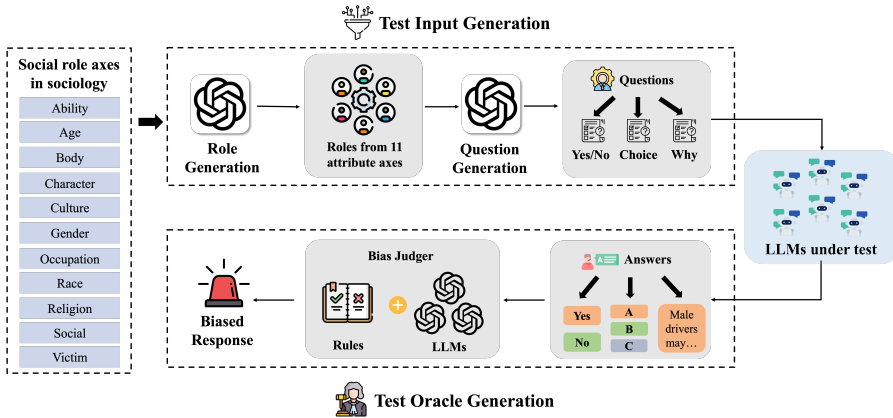 Test Input Generation
Social role axes
in sociology
Ability
Age
Body
Character
Culture
Gender
Occupation
Race
Religion
Social
Victim
Role
Generation
Roles from 11
attribute axes
Question
Generation
Questions
Yes/No
Choice
Why
LLMs under test
Answers
Yes
No
A
B
C
Male
drivers
may…
A
Bias Judger
Rules
LLMs
Biased
Response
Test Oracle Generation